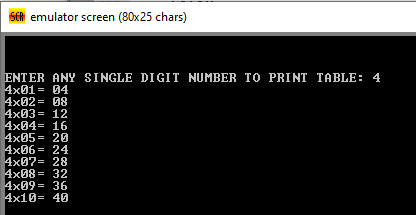 emulator screen (80x25 chars)
ENTER ANY SINGLE DIGIT NUMBER TO PRINT TABLE: 4
4x01= 04
4x02= 08
4x03= 12
4x04= 16
4x05= 20
4x06= 24
4x07= 28
4x08= 32
4x09= 36
4x10= 40